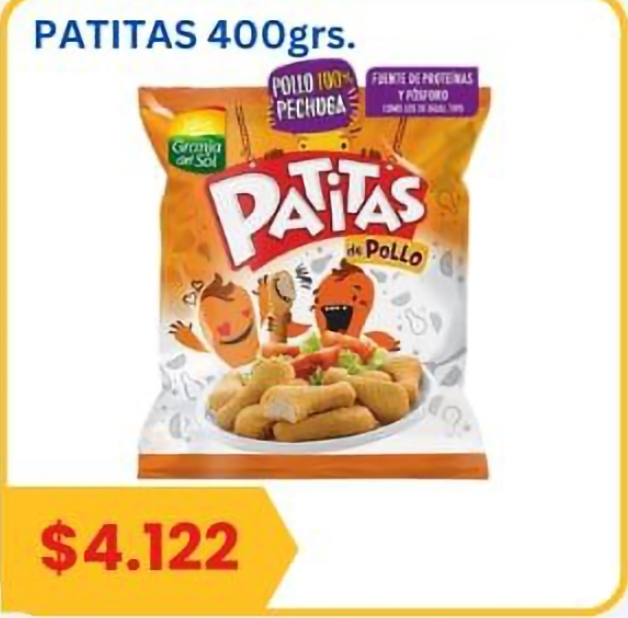 PATITAS 400grs.
POLLO 100%
PECHUGA
FUENTE DE PROTEINAS
Y FÓSFORO
Granja
del Sol
PATITAS
de POLLO
$4.122